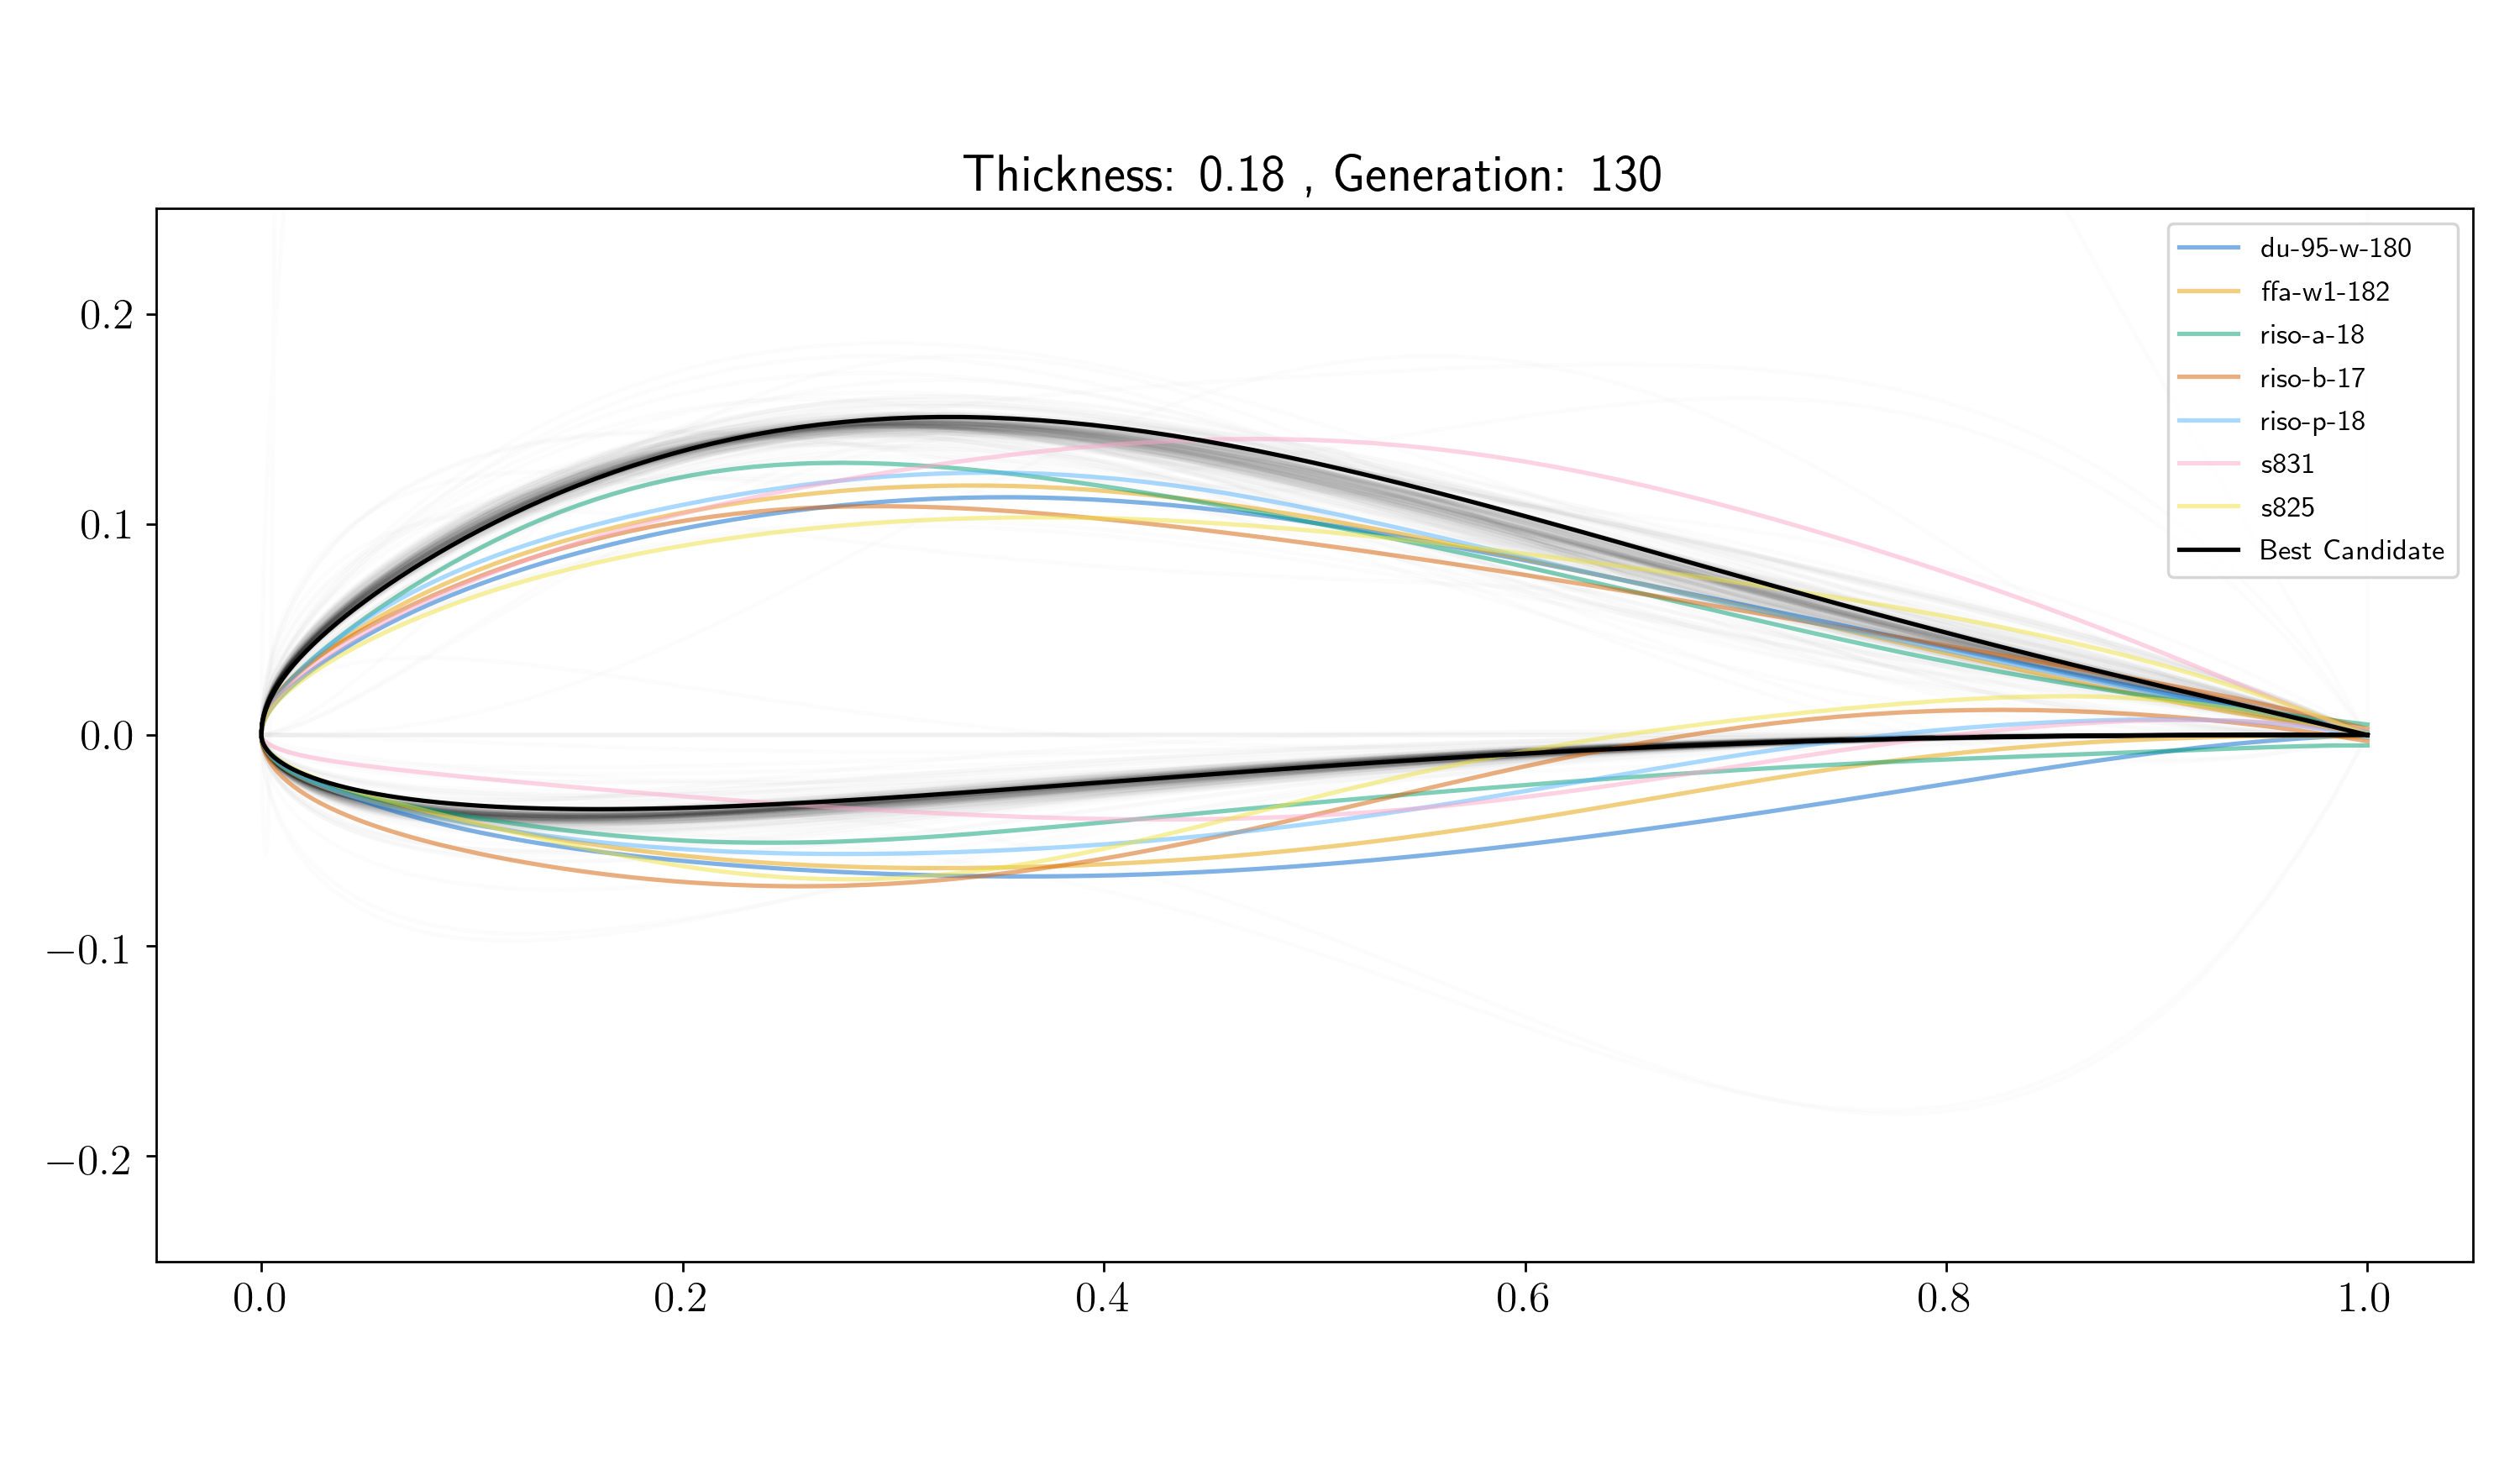 Thickness: 0.18 , Generation: 130
du-95-w-180
ffa-w1-182
riso-a-18
riso-b-17
riso-p-18
s831
s825
Best Candidate
0.2
0.1
0.0
−0.1
−0.2
0.0 0.2 0.4 0.6 0.8 1.0